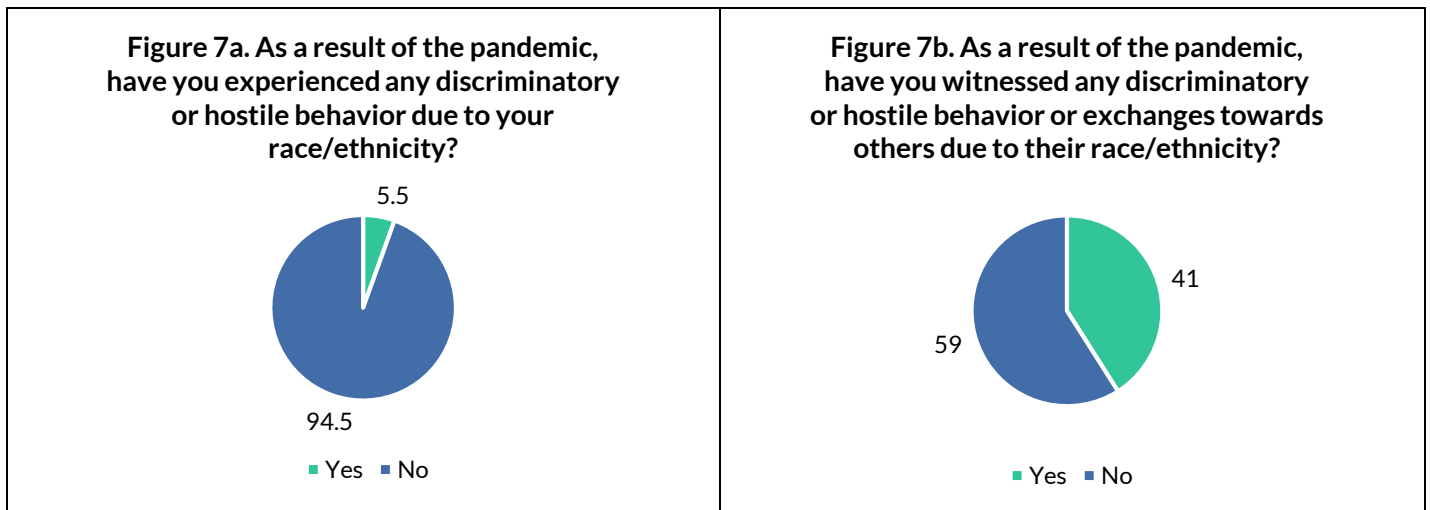 Figure 7a. As a result of the pandemic,
have you experienced any discriminatory
or hostile behavior due to your
race/ethnicity?
5.5
94.5
Yes No
Figure 7b. As a result of the pandemic,
have you witnessed any discriminatory
or hostile behavior or exchanges towards
others due to their race/ethnicity?
41
59
Yes No